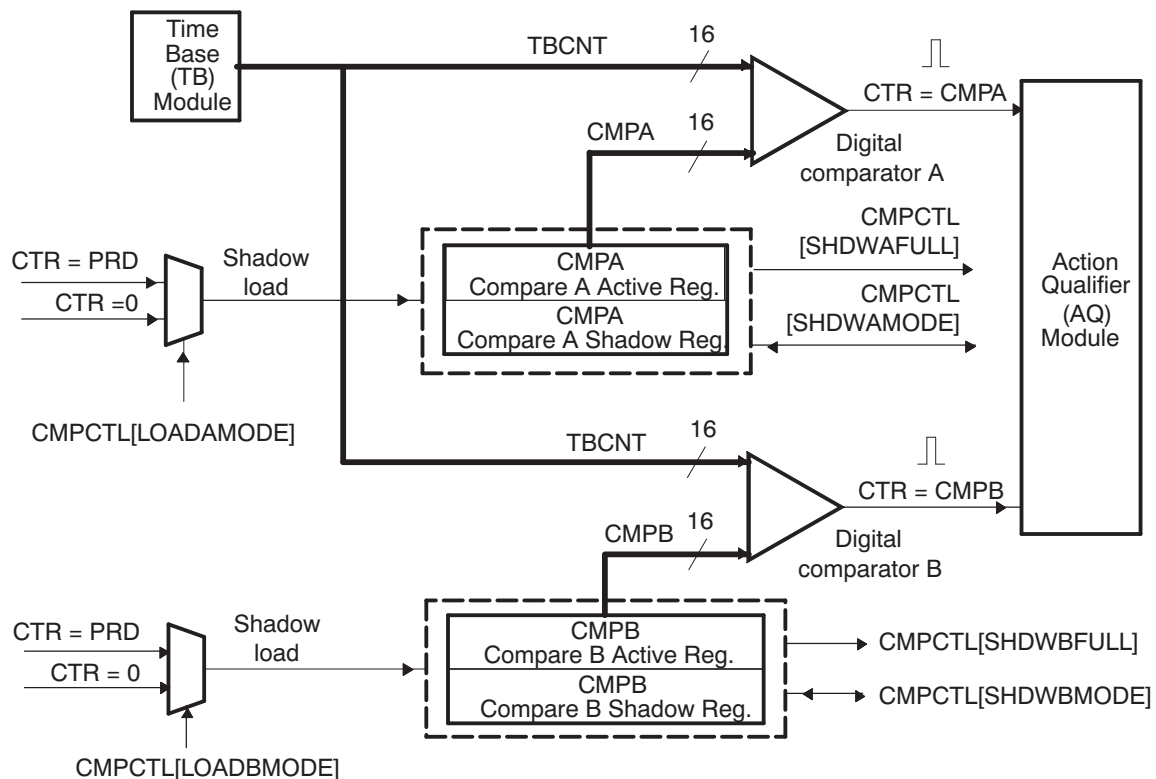 Time
Base
(TB)
Module
TBCNT
16
CTR = CMPA
CMPA
16
Digital
comparator A
CTR = PRD
CTR =0
Shadow
load
CMPA
Compare A Active Reg.
CMPA
Compare A Shadow Reg.
CMPCTL
[SHDWAFULL]
CMPCTL
[SHDWAMODE]
Action
Qualifier
(AQ)
Module
CMPCTL[LOADAMODE]
TBCNT
16
CTR = CMPB
CMPB
16
Digital
comparator B
CTR = PRD
CTR = 0
Shadow
load
CMPB
Compare B Active Reg.
CMPB
Compare B Shadow Reg.
CMPCTL[SHDWBFULL]
CMPCTL[SHDWBMODE]
CMPCTL[LOADBMODE]